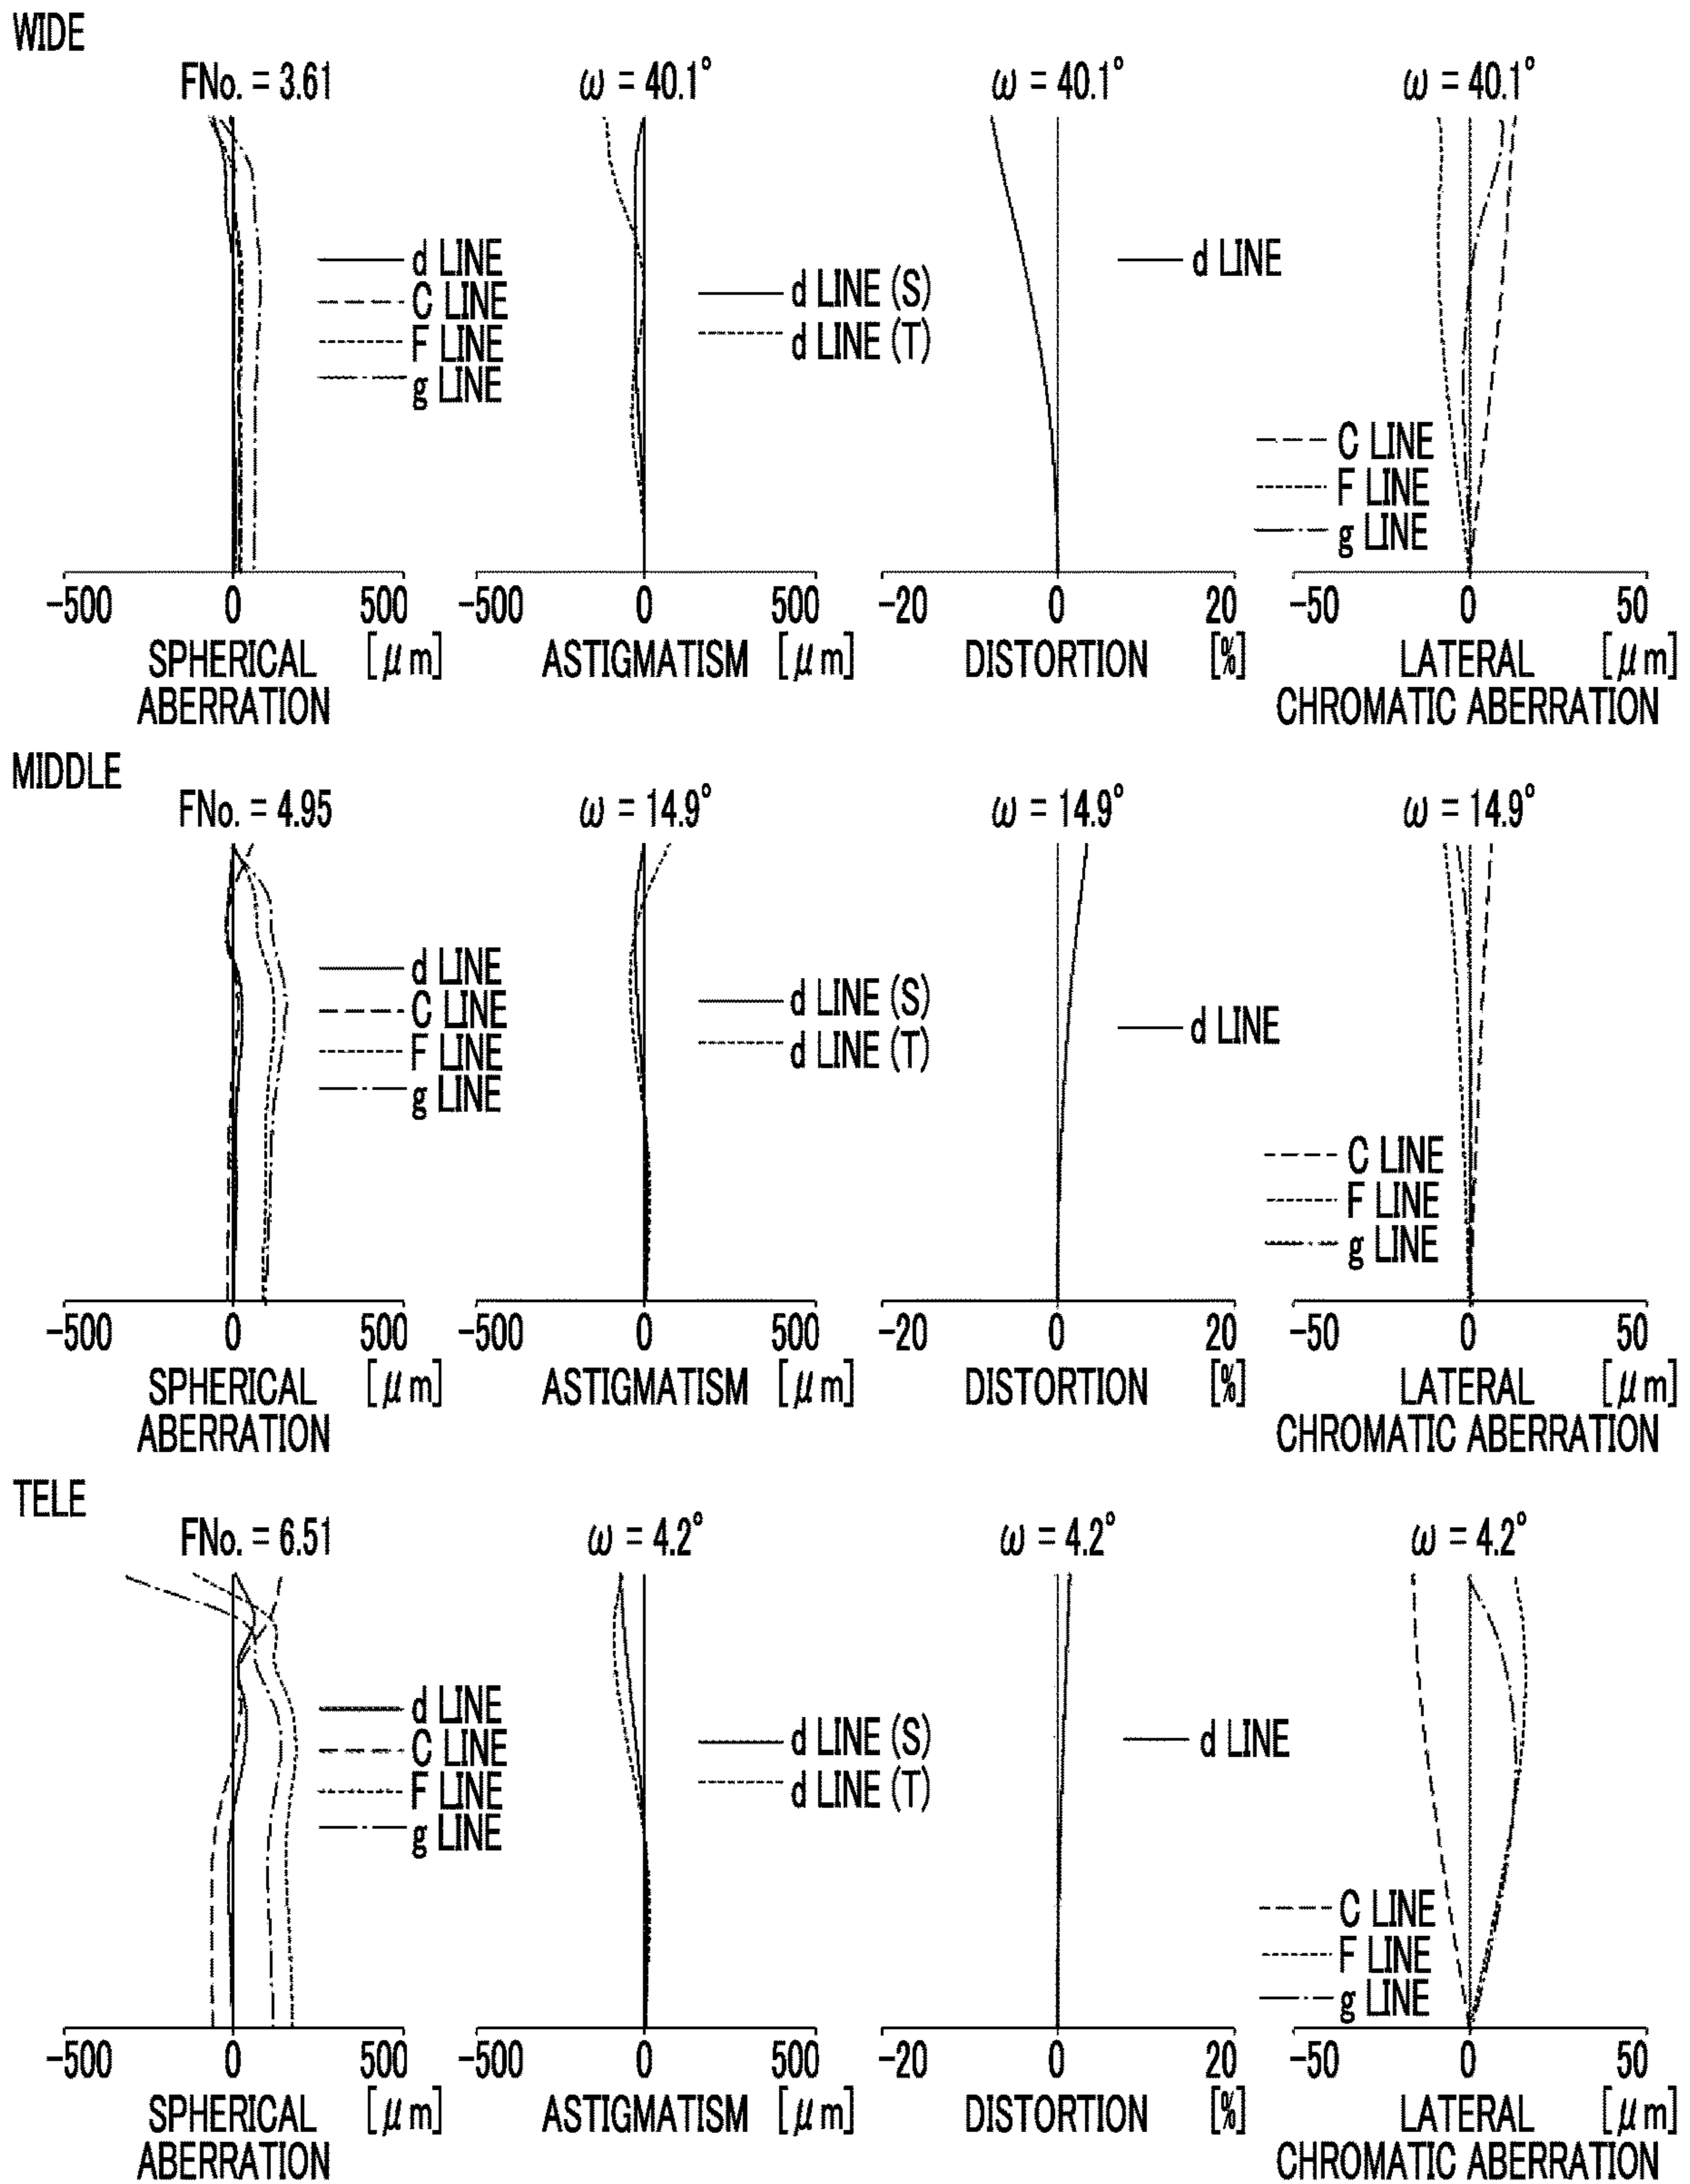 WIDE
FNo. = 3.61
ω = 40.1°
ω = 40.1°
ω = 40.1°
d LINE
C LINE
F LINE
g LINE
d LINE (S)
d LINE (T)
d LINE
C LINE
F LINE
g LINE
-500 0 500
-500 0 500
-20 0 20
-50 0 50
SPHERICAL [μm]
ABERRATION
ASTIGMATISM [μm]
DISTORTION [%]
LATERAL [μm]
CHROMATIC ABERRATION
MIDDLE
FNo. = 4.95
ω = 14.9°
ω = 14.9°
ω = 14.9°
d LINE
C LINE
F LINE
g LINE
d LINE (S)
d LINE (T)
d LINE
C LINE
F LINE
g LINE
-500 0 500
-500 0 500
-20 0 20
-50 0 50
SPHERICAL [μm]
ABERRATION
ASTIGMATISM [μm]
DISTORTION [%]
LATERAL [μm]
CHROMATIC ABERRATION
TELE
FNo. = 6.51
ω = 4.2°
ω = 4.2°
ω = 4.2°
d LINE
C LINE
F LINE
g LINE
d LINE (S)
d LINE (T)
d LINE
C LINE
F LINE
g LINE
-500 0 500
-500 0 500
-20 0 20
-50 0 50
SPHERICAL [μm]
ABERRATION
ASTIGMATISM [μm]
DISTORTION [%]
LATERAL [μm]
CHROMATIC ABERRATION